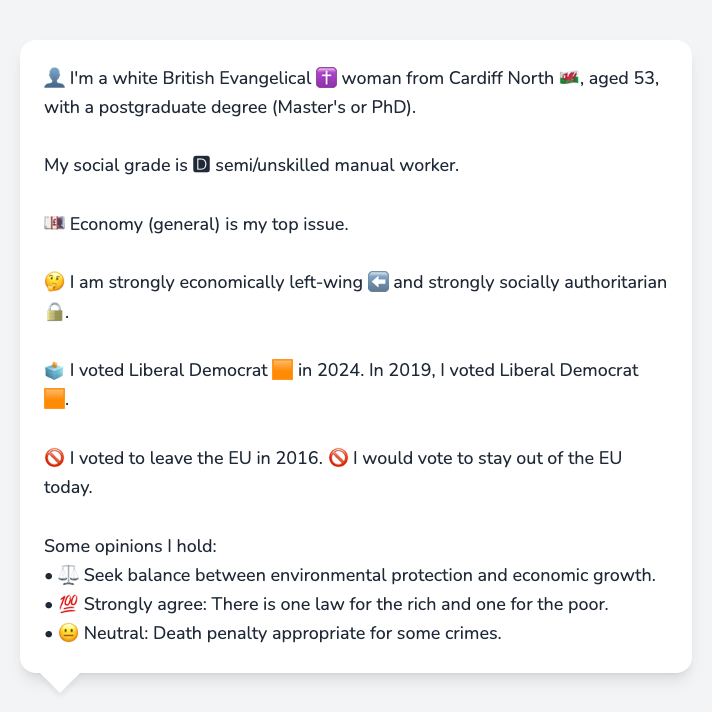 👤 I'm a white British Evangelical ✝️ woman from Cardiff North 🏴󠁧󠁢󠁷󠁬󠁳󠁿, aged 53,
with a postgraduate degree (Master's or PhD).
My social grade is 🅳 semi/unskilled manual worker.
💷 Economy (general) is my top issue.
🤔 I am strongly economically left-wing ⬅️ and strongly socially authoritarian
🔒.
🗳️ I voted Liberal Democrat 🟧 in 2024. In 2019, I voted Liberal Democrat
🟧.
🚫 I voted to leave the EU in 2016. 🚫 I would vote to stay out of the EU
today.
Some opinions I hold:
• ⚖️ Seek balance between environmental protection and economic growth.
• 💯 Strongly agree: There is one law for the rich and one for the poor.
• 😐 Neutral: Death penalty appropriate for some crimes.